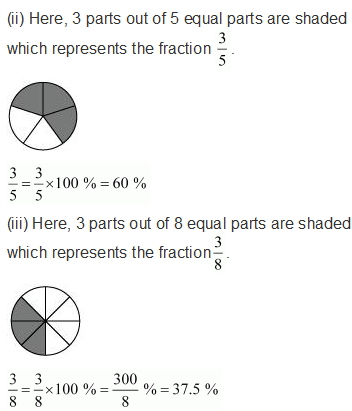 (ii) Here, 3 parts out of 5 equal parts are shaded
which represents the fraction 3/5 .
3/5 = 3/5 ×100 % = 60 %
(iii) Here, 3 parts out of 8 equal parts are shaded
which represents the fraction 3/8 .
3/8 = 3/8 ×100 % = 300/8 % = 37.5 %